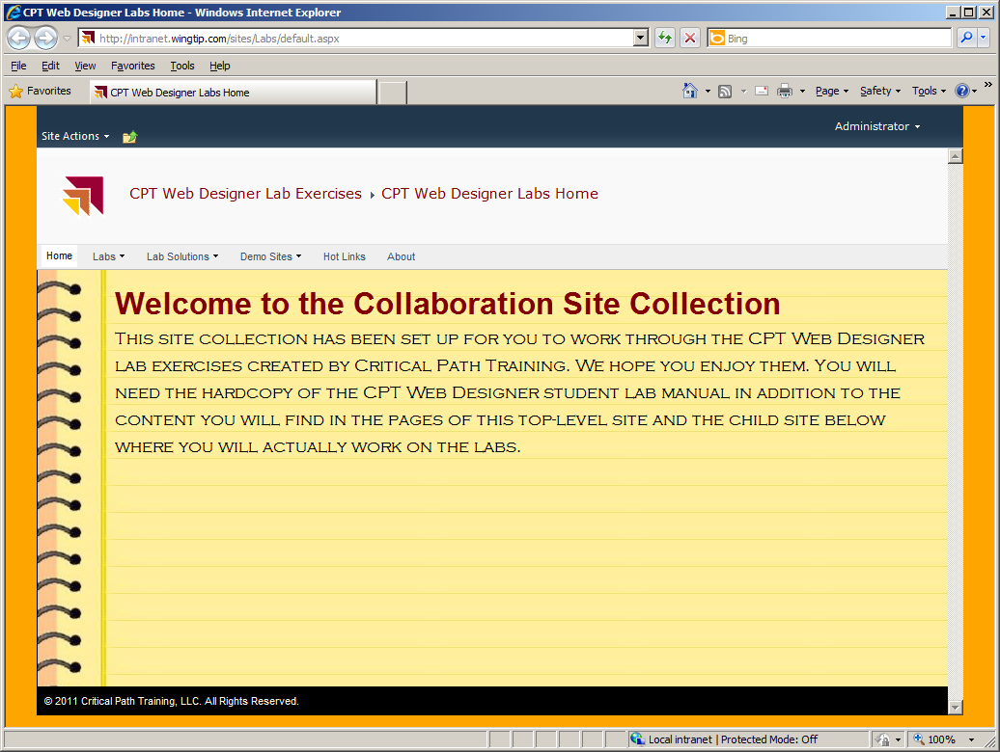 CPT Web Designer Labs Home - Windows Internet Explorer
http://intranet.wingtip.com/sites/Labs/default.aspx
Bing
File Edit View Favorites Tools Help
Favorites CPT Web Designer Labs Home Page Safety Tools
Site Actions Administrator
CPT Web Designer Lab Exercises CPT Web Designer Labs Home
Home Labs Lab Solutions Demo Sites Hot Links About
Welcome to the Collaboration Site Collection
This site collection has been set up for you to work through the CPT Web Designer
lab exercises created by Critical Path Training. We hope you enjoy them. You will
need the hardcopy of the CPT Web Designer student lab manual in addition to the
content you will find in the pages of this top-level site and the child site below
where you will actually work on the labs.
© 2011 Critical Path Training, LLC. All Rights Reserved.
Local intranet | Protected Mode: Off 100%